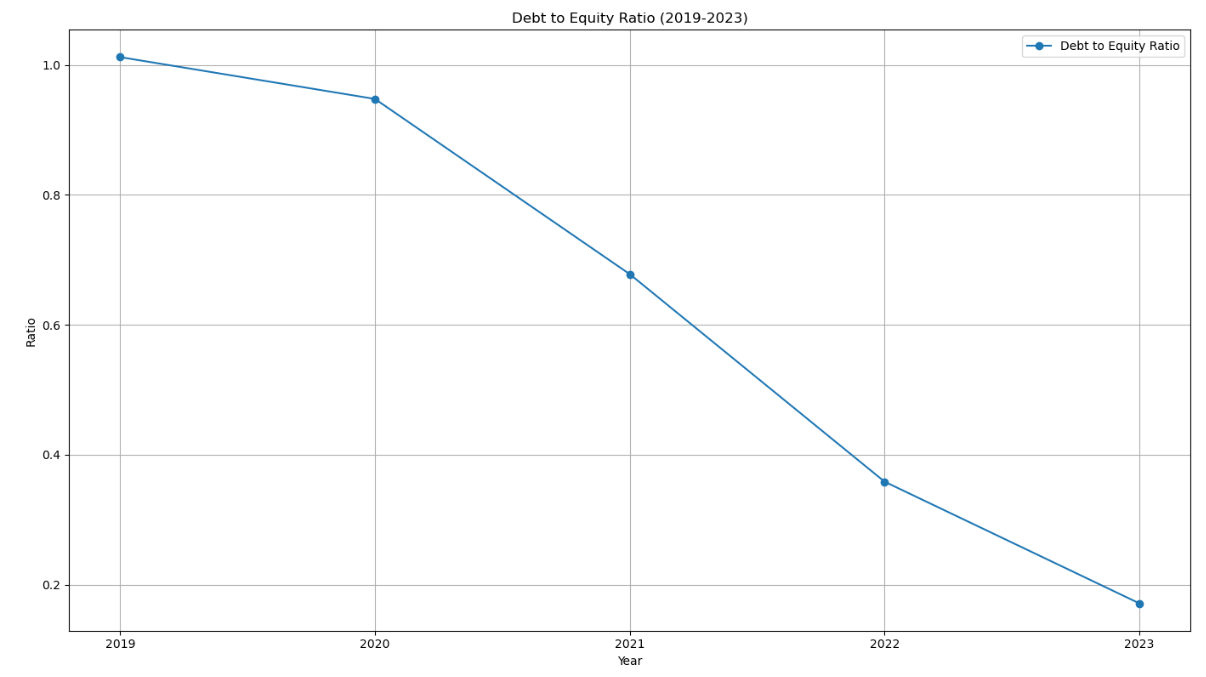 Debt to Equity Ratio (2019-2023)
Debt to Equity Ratio
1.0
0.8
0.6
0.4
0.2
Ratio
2019 2020 2021 2022 2023
Year